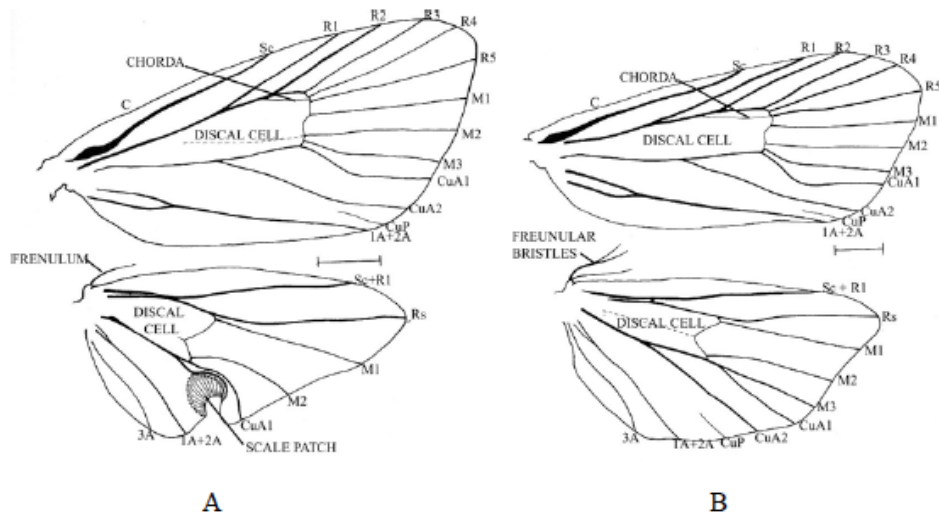 R3
R2
R4
R1
Sc
R5
CHORDA
C
M1
DISCAL CELL
M2
M3
CuA1
CuA2
CuP
1A+2A
FRENULUM
Sc+R1
DISCAL
CELL
Rs
M1
M2
CuA1
1A+2A
3A
SCALE PATCH
A
R1
R2
R3
R4
Sc
R5
CHORDA
C
M1
DISCAL CELL
M2
M3
CuA1
CuA2
CuP
1A+2A
FREUNULAR
BRISTLES
Sc + R1
Rs
DISCAL CELL
M1
M2
M3
CuA1
CuA2
CuP
1A+2A
3A
B